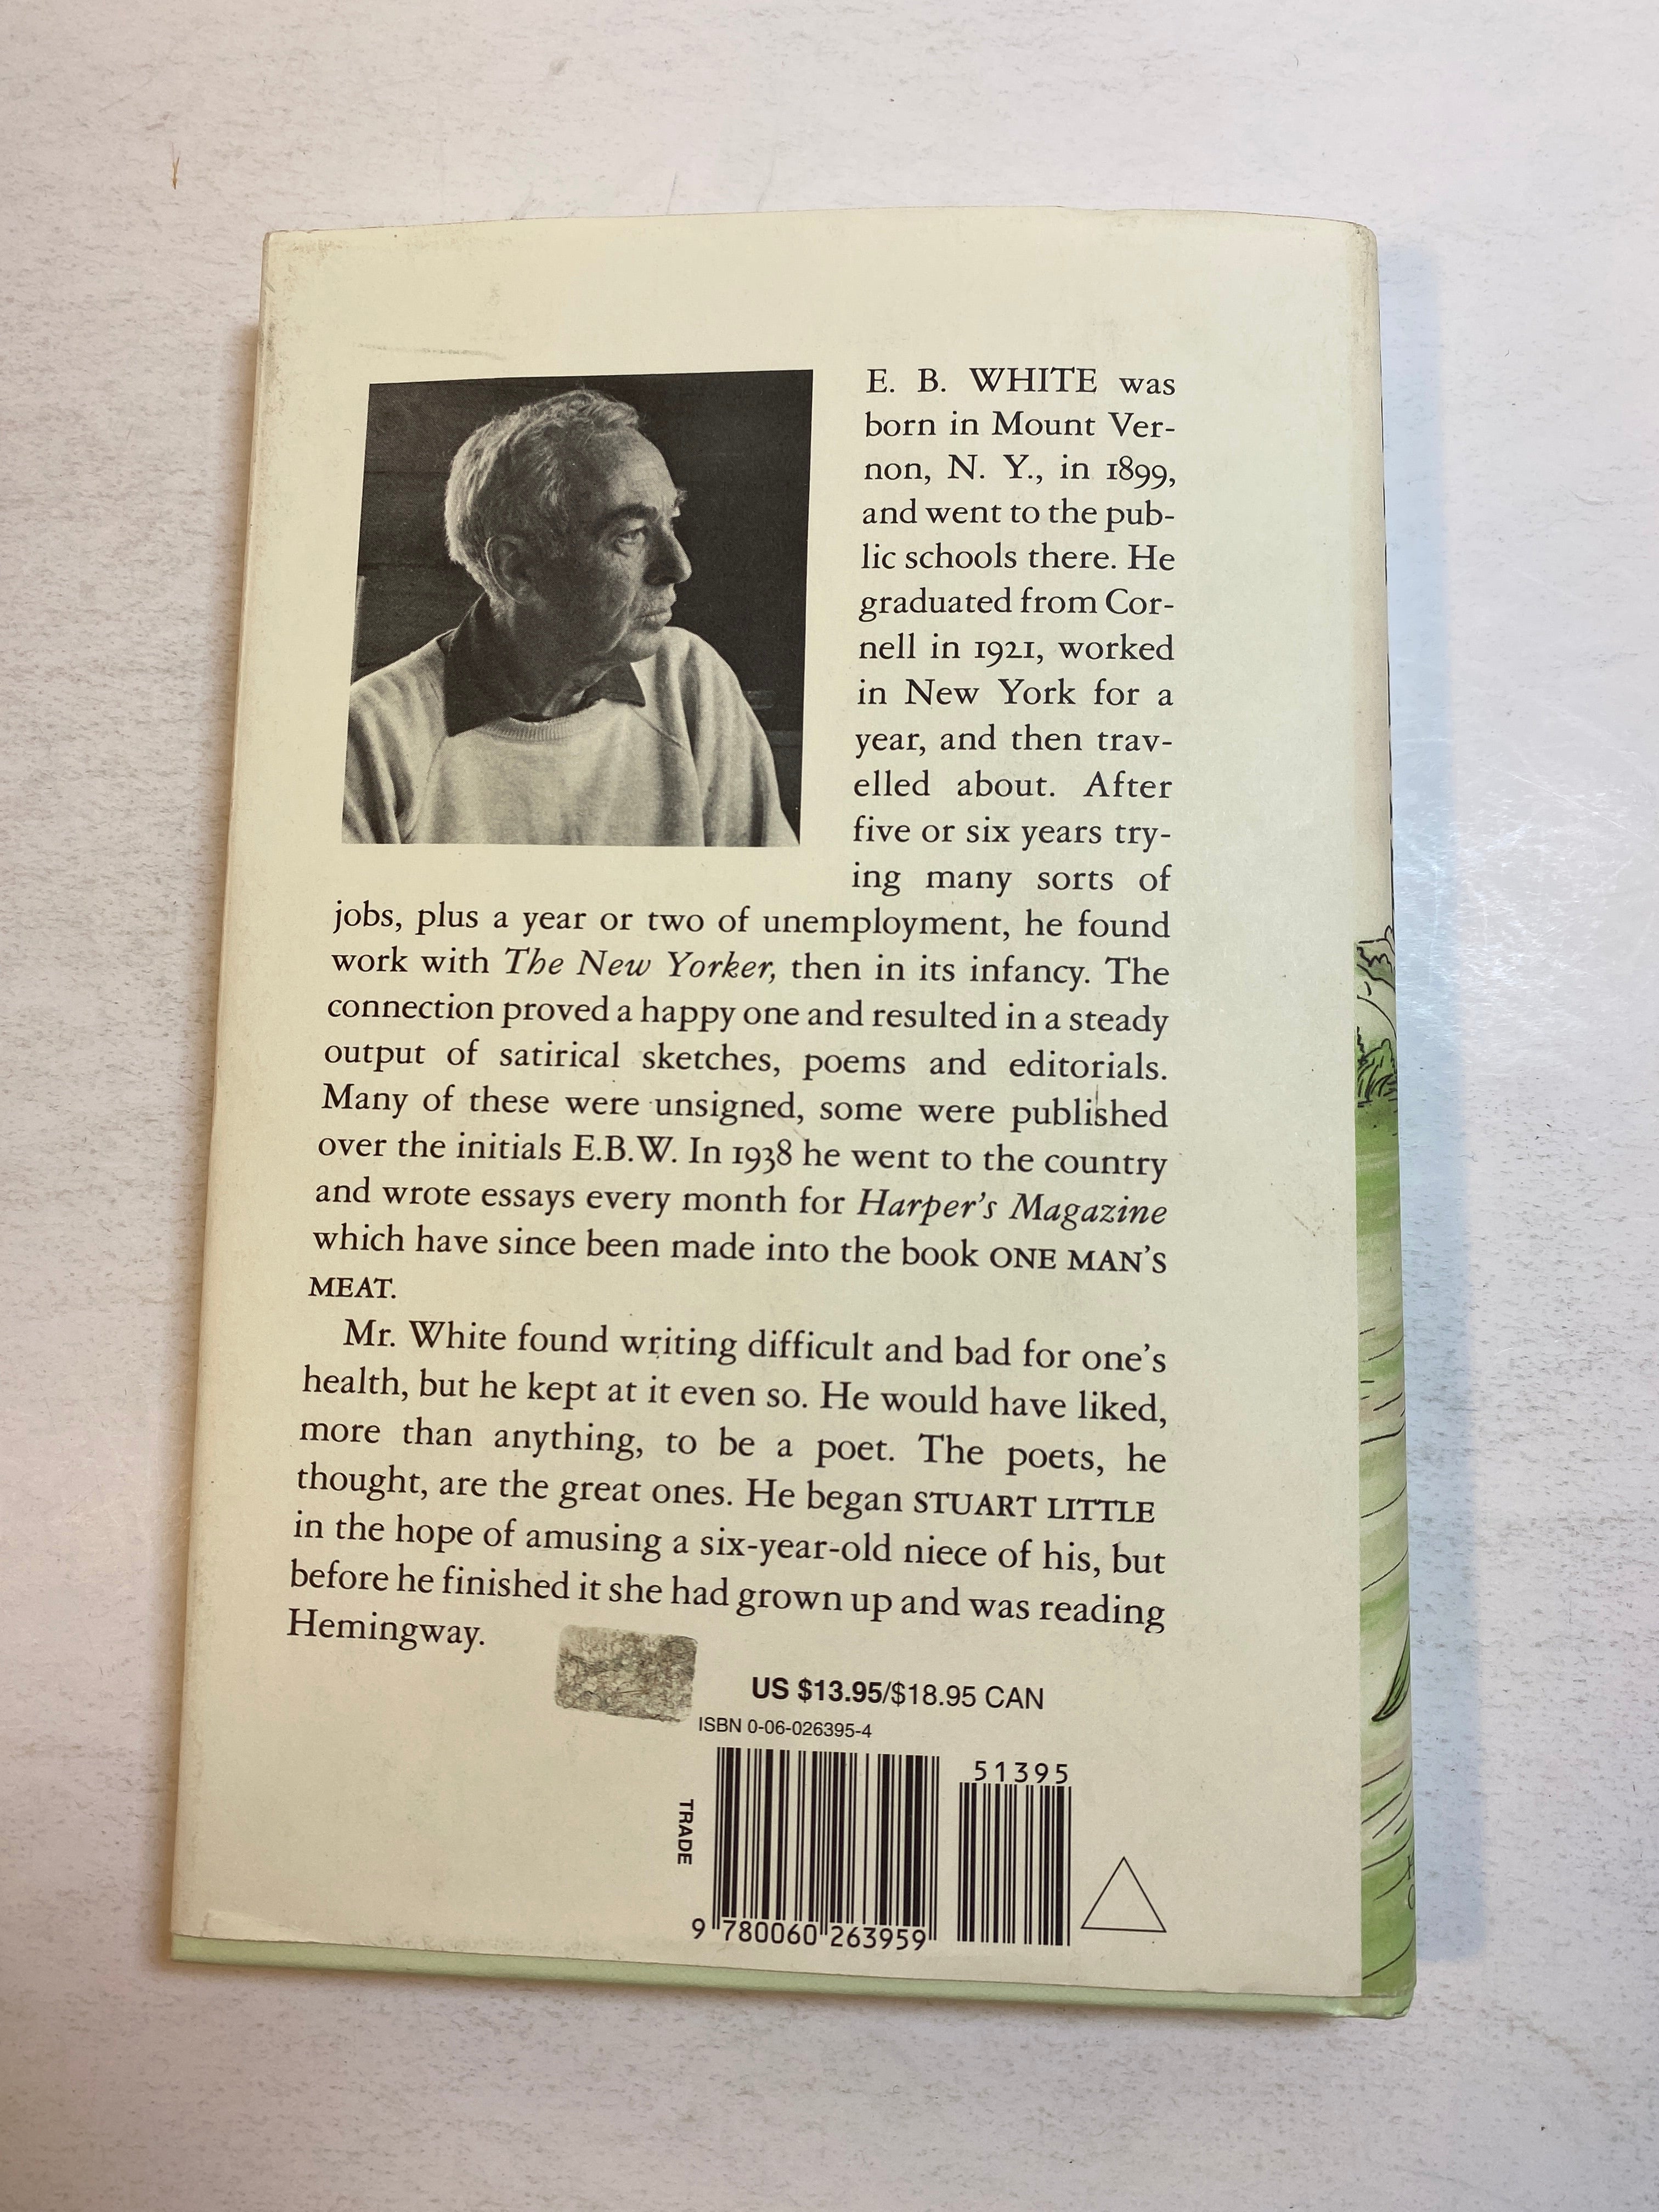 E. B. WHITE was
born in Mount Ver-
non, N. Y., in 1899,
and went to the pub-
lic schools there. He
graduated from Cor-
nell in 1921, worked
in New York for a
year, and then trav-
elled about. After
five or six years try-
ing many sorts of
jobs, plus a year or two of unemployment, he found
work with The New Yorker, then in its infancy. The
connection proved a happy one and resulted in a steady
output of satirical sketches, poems and editorials.
Many of these were unsigned, some were published
over the initials E.B.W. In 1938 he went to the country
and wrote essays every month for Harper's Magazine
which have since been made into the book ONE MAN'S
MEAT.
Mr. White found writing difficult and bad for one's
health, but he kept at it even so. He would have liked,
more than anything, to be a poet. The poets, he
thought, are the great ones. He began STUART LITTLE
in the hope of amusing a six-year-old niece of his, but
before he finished it she had grown up and was reading
Hemingway.
US $13.95/$18.95 CAN
ISBN 0-06-026395-4
51395
TRADE
9 780060 263959